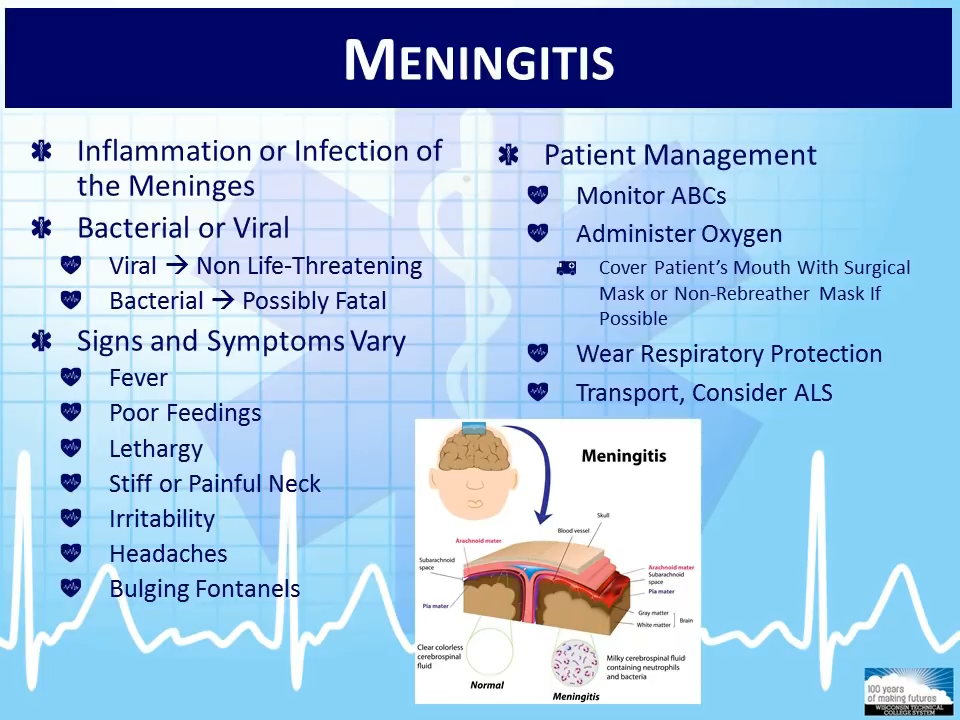 MENINGITIS
Inflammation or Infection of
the Meninges
Bacterial or Viral
Viral → Non Life-Threatening
Bacterial → Possibly Fatal
Signs and Symptoms Vary
Fever
Poor Feedings
Lethargy
Stiff or Painful Neck
Irritability
Headaches
Bulging Fontanels
Patient Management
Monitor ABCs
Administer Oxygen
Cover Patient's Mouth With Surgical
Mask or Non-Rebreather Mask If
Possible
Wear Respiratory Protection
Transport, Consider ALS
Meningitis
Skull
Blood vessel
Arachnoid mater
Subarachnoid
space
Pia mater
Arachnoid mater
Subarachnoid
space
Pia mater
Gray matter
White matter
Brain
Clear colorless
cerebrospinal
fluid
Normal
Milky cerebrospinal fluid
containing neutrophils
and bacteria
Meningitis
100 years
of making futures
WISCONSIN TECHNICAL
COLLEGE SYSTEM